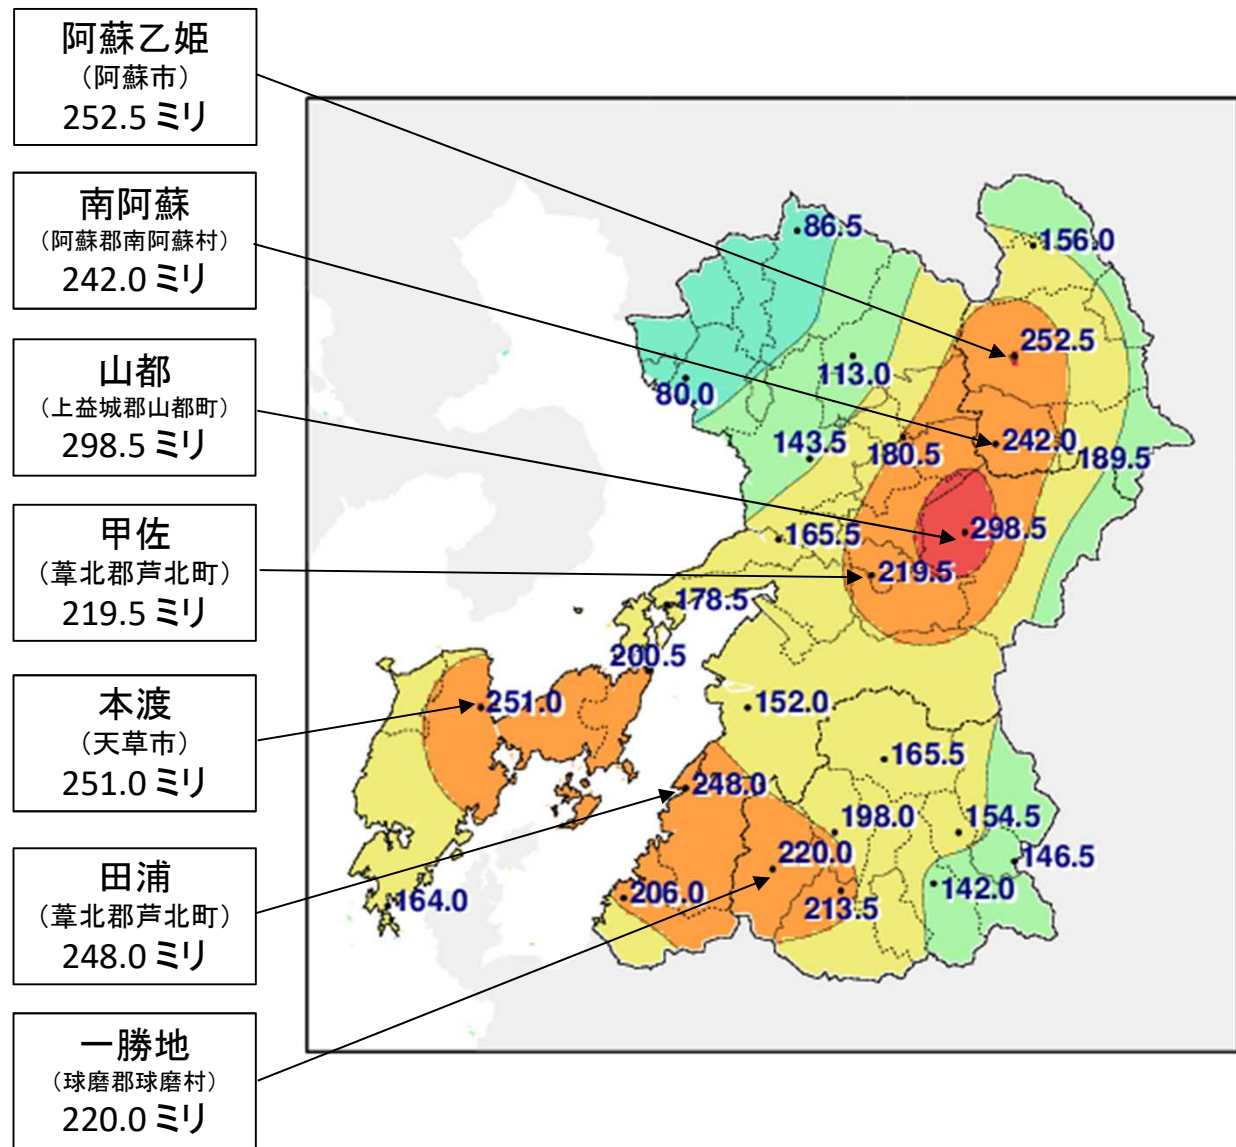 阿蘇乙姫
（阿蘇市）
252.5 ミリ
南阿蘇
（阿蘇郡南阿蘇村）
242.0 ミリ
山都
（上益城郡山都町）
298.5 ミリ
甲佐
（葦北郡芦北町）
219.5 ミリ
本渡
（天草市）
251.0 ミリ
田浦
（葦北郡芦北町）
248.0 ミリ
一勝地
（球磨郡球磨村）
220.0 ミリ
86.5
156.0
252.5
113.0
80.0
143.5
180.5
242.0
189.5
165.5
298.5
219.5
178.5
200.5
251.0
152.0
165.5
248.0
198.0
154.5
220.0
146.5
206.0
213.5
142.0
164.0